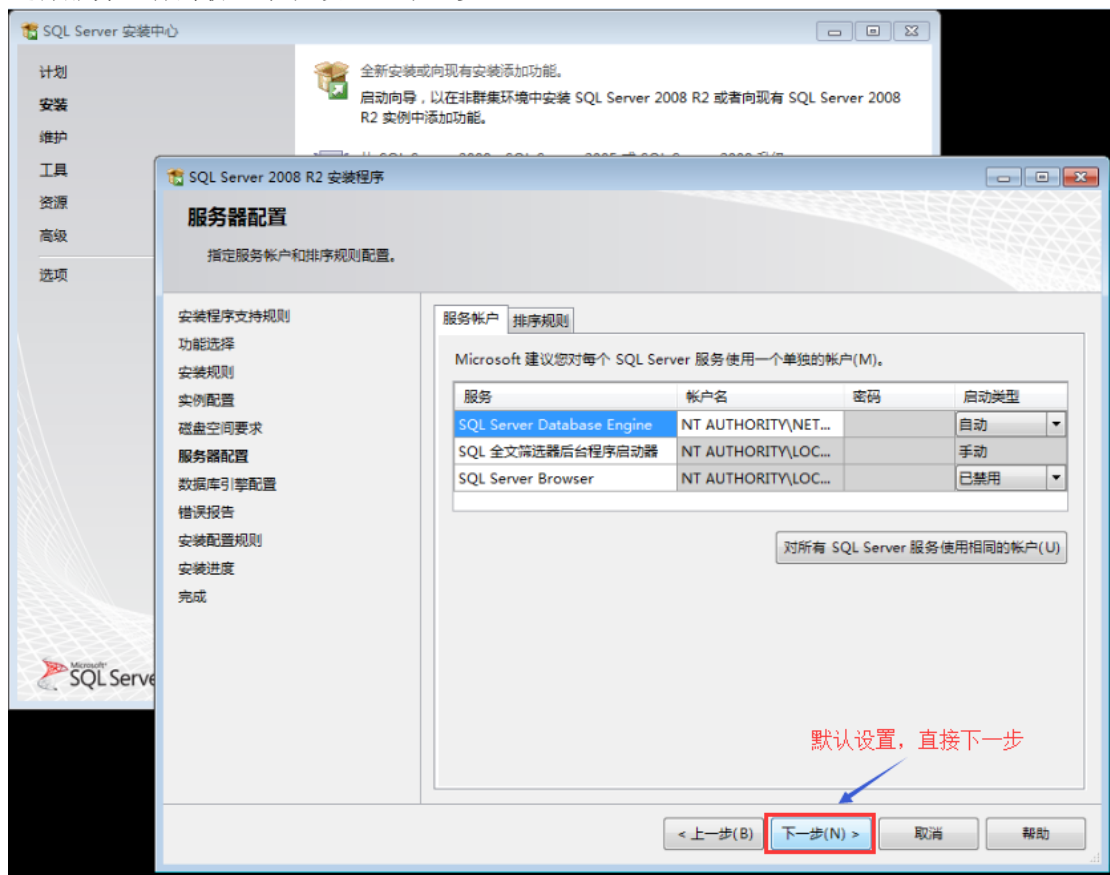 SQL Server 安装中心
计划
安装
维护
工具
资源
高级
选项
全新安装或向现有安装添加功能。
启动向导，以在非群集环境中安装 SQL Server 2008 R2 或者向现有 SQL Server 2008
R2 实例中添加功能。
SQL Server 2008 R2 安装程序
服务器配置
指定服务帐户和排序规则配置。
安装程序支持规则
功能选择
安装规则
实例配置
磁盘空间要求
服务器配置
数据库引擎配置
错误报告
安装配置规则
安装进度
完成
服务帐户 排序规则
Microsoft 建议您对每个 SQL Server 服务使用一个单独的帐户(M)。
服务 帐户名 密码 启动类型
SQL Server Database Engine NT AUTHORITY\NET... 自动
SQL 全文筛选器后台程序启动器 NT AUTHORITY\LOC... 手动
SQL Server Browser NT AUTHORITY\LOC... 已禁用
对所有 SQL Server 服务使用相同的帐户(U)
Microsoft
SQL Serve
默认设置，直接下一步
< 上一步(B) 下一步(N) > 取消 帮助